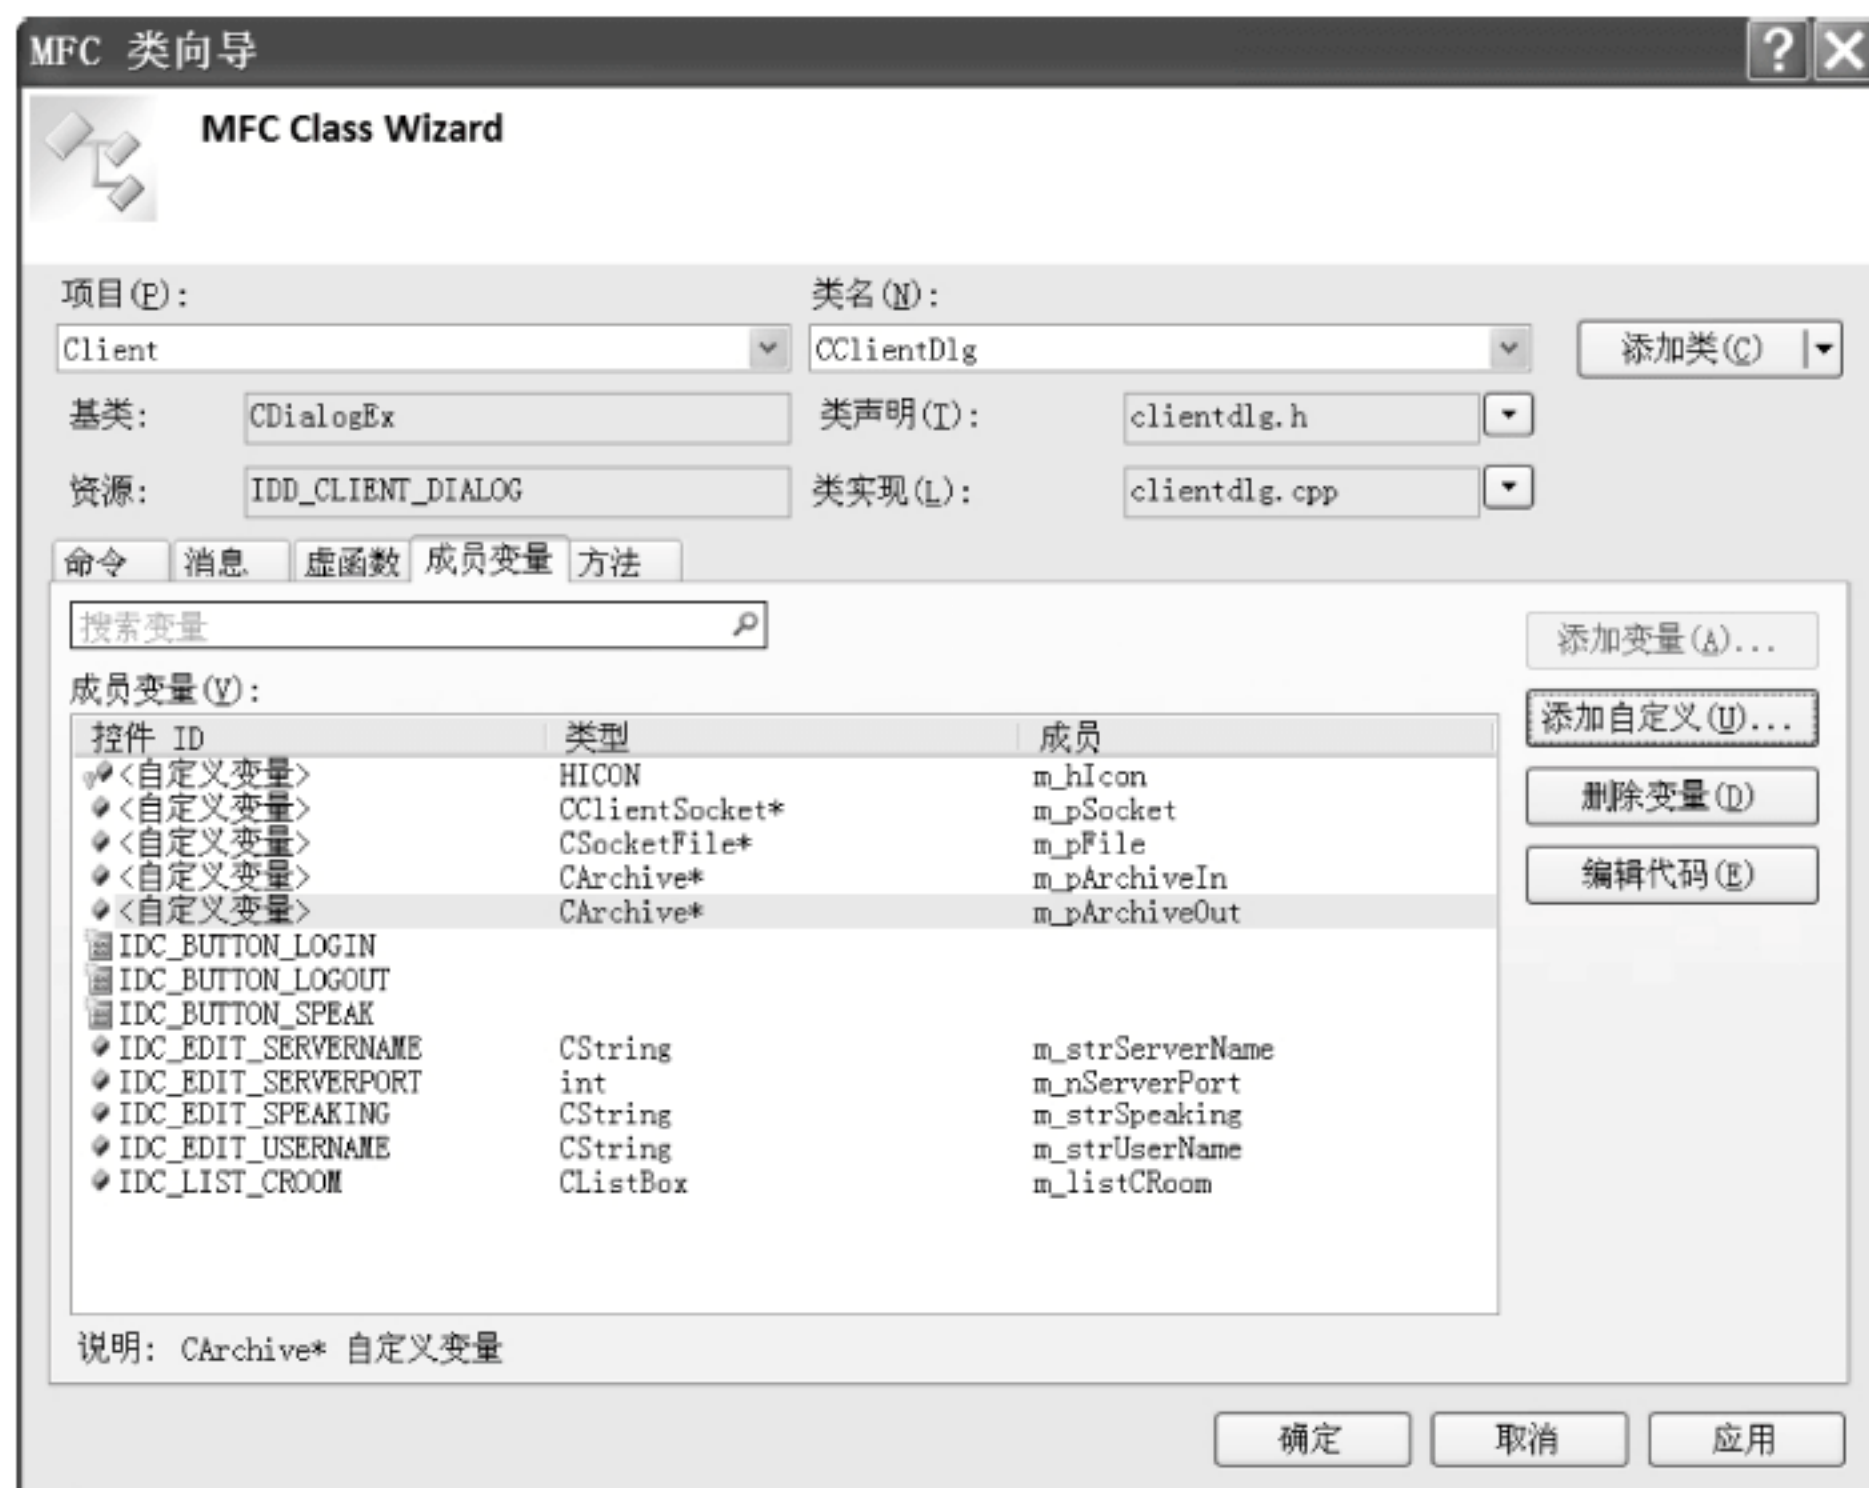 MFC 类向导
MFC Class Wizard
项目(P): 类名(N):
Client CClientDlg 添加类(C)
基类: CDialogEx 类声明(T): clientdlg.h
资源: IDD_CLIENT_DIALOG 类实现(L): clientdlg.cpp
命令 消息 虚函数 成员变量 方法
搜索变量 添加变量(A)...
成员变量(V):
添加自定义(U)...
控件 ID 类型 成员
<自定义变量> HICON m_hIcon
删除变量(D)
<自定义变量> CClientSocket* m_pSocket
<自定义变量> CSocketFile* m_pFile
<自定义变量> CArchive* m_pArchiveIn
编辑代码(E)
<自定义变量> CArchive* m_pArchiveOut
IDC_BUTTON_LOGIN
IDC_BUTTON_LOGOUT
IDC_BUTTON_SPEAK
IDC_EDIT_SERVERNAME CString m_strServerName
IDC_EDIT_SERVERPORT int m_nServerPort
IDC_EDIT_SPEAKING CString m_strSpeaking
IDC_EDIT_USERNAME CString m_strUserName
IDC_LIST_CROOM CListBox m_listCRoom
说明: CArchive* 自定义变量
确定 取消 应用